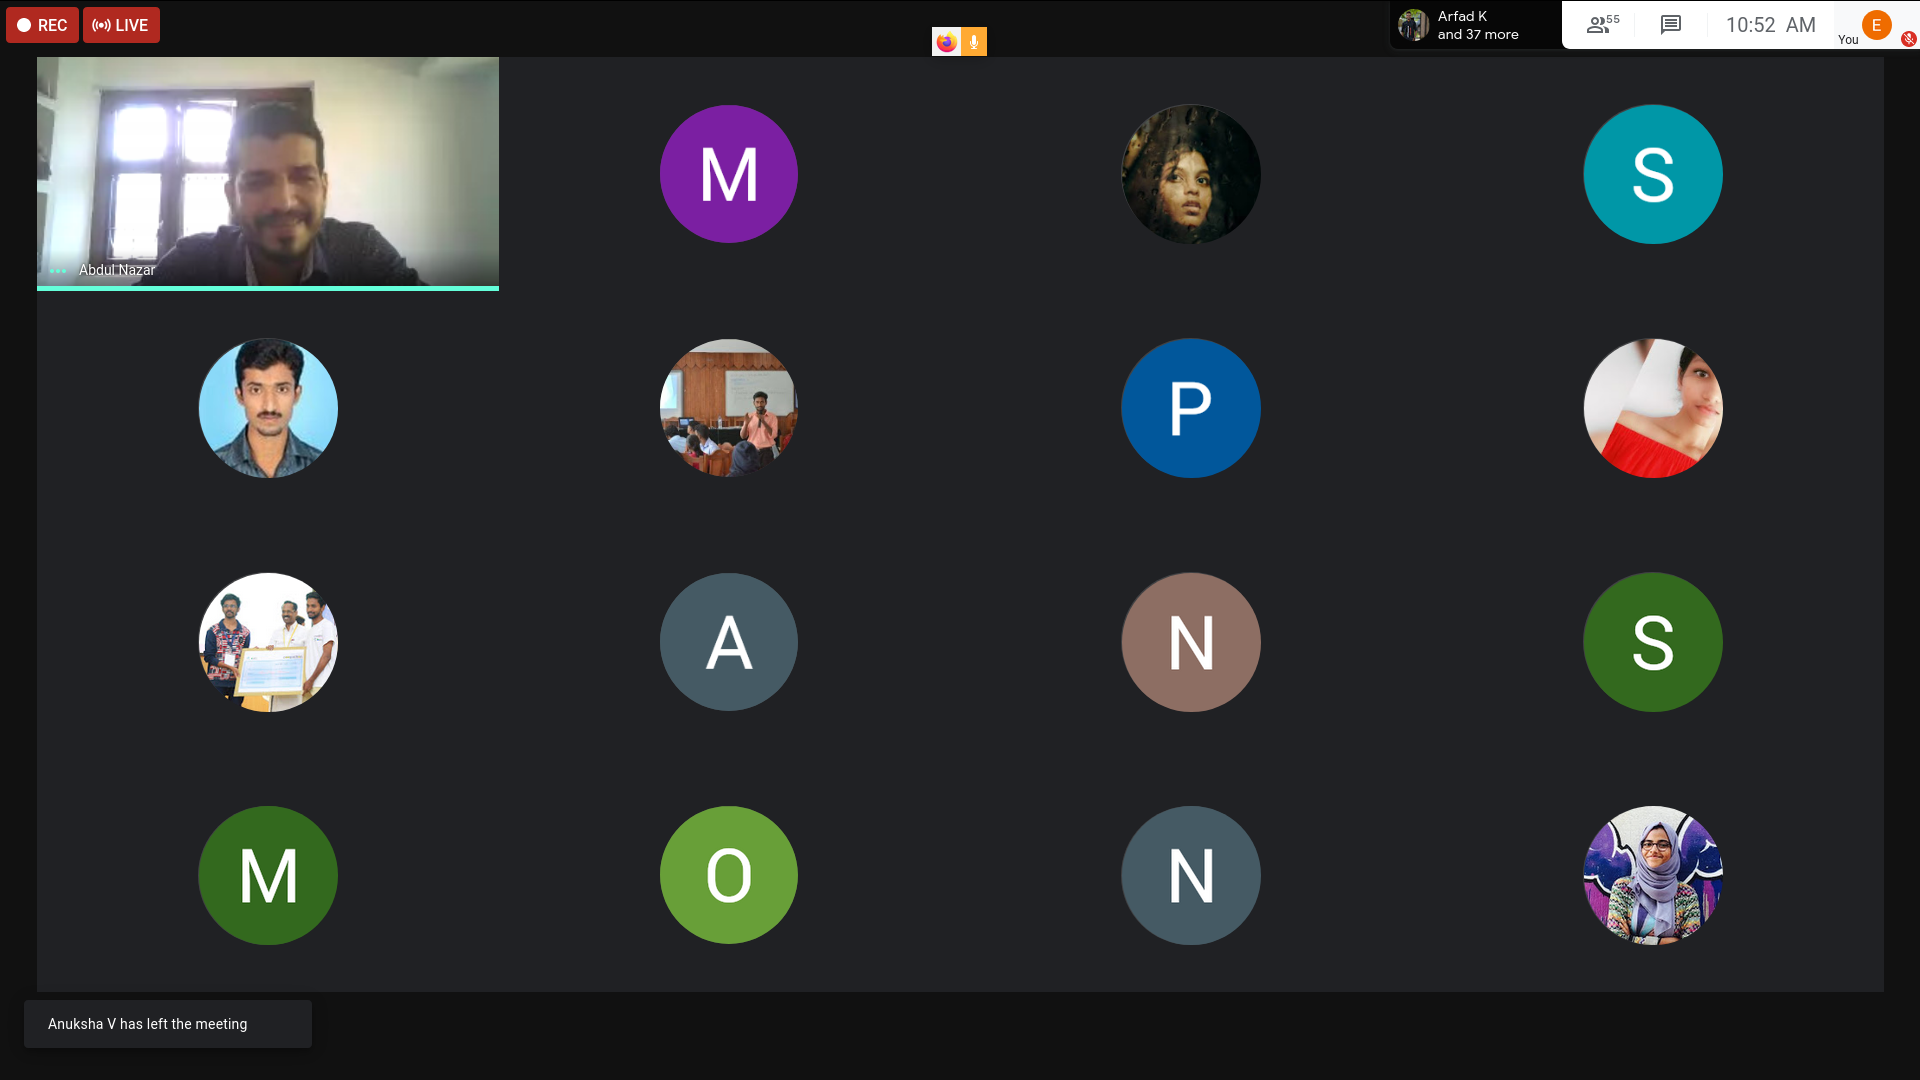 REC
LIVE
Arfad K
and 37 more
55
10:52 AM
You
E
Abdul Nazar
M
S
P
A
N
S
M
O
N
Anuksha V has left the meeting